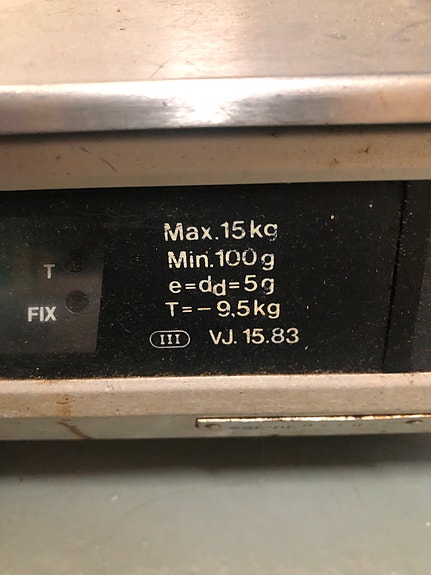 Max.15kg
Min.100g
e=dd=5g
T=-9,5kg
III VJ. 15.83
T
FIX